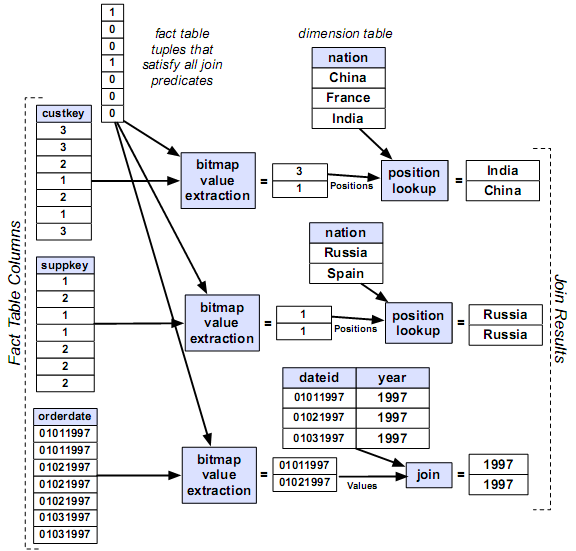 1
0
0
1
0
0
0
fact table
tuples that
satisfy all join
predicates
dimension table
nation
China
France
India
custkey
3
3
2
1
2
1
3
bitmap
value
extraction
=
3
1
Positions
position
lookup
=
India
China
suppkey
1
2
1
1
2
2
2
bitmap
value
extraction
=
1
1
Positions
nation
Russia
Spain
position
lookup
=
Russia
Russia
orderdate
01011997
01011997
01021997
01021997
01021997
01031997
01031997
bitmap
value
extraction
=
01011997
01021997
Values
dateid year
01011997 1997
01021997 1997
01031997 1997
join
=
1997
1997
Fact Table Columns
Join Results